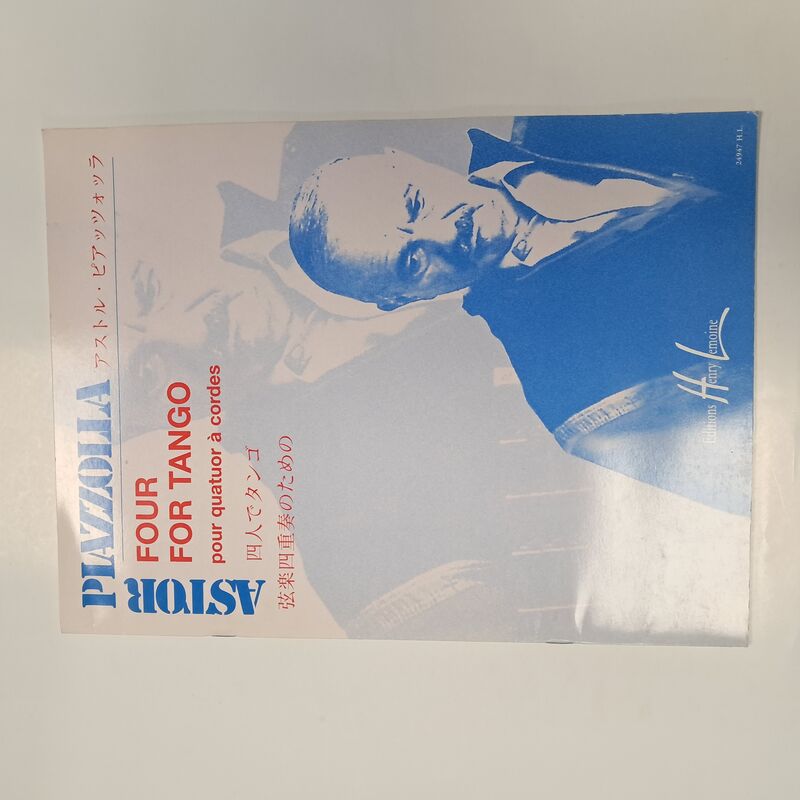 PIAZZOLLA
アストル・ピアッツォッラ
ASTOR
FOUR
FOR TANGO
pour quatuor à cordes
四人でタンゴ
弦楽四重奏のための
Editions Henry Lemoine
24967 H.L.